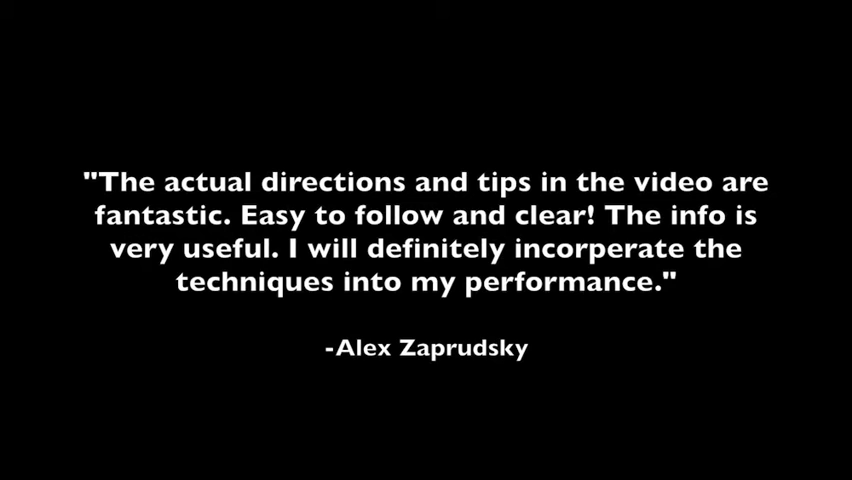 "The actual directions and tips in the video are
fantastic. Easy to follow and clear! The info is
very useful. I will definitely incorperate the
techniques into my performance."
-Alex Zaprudsky